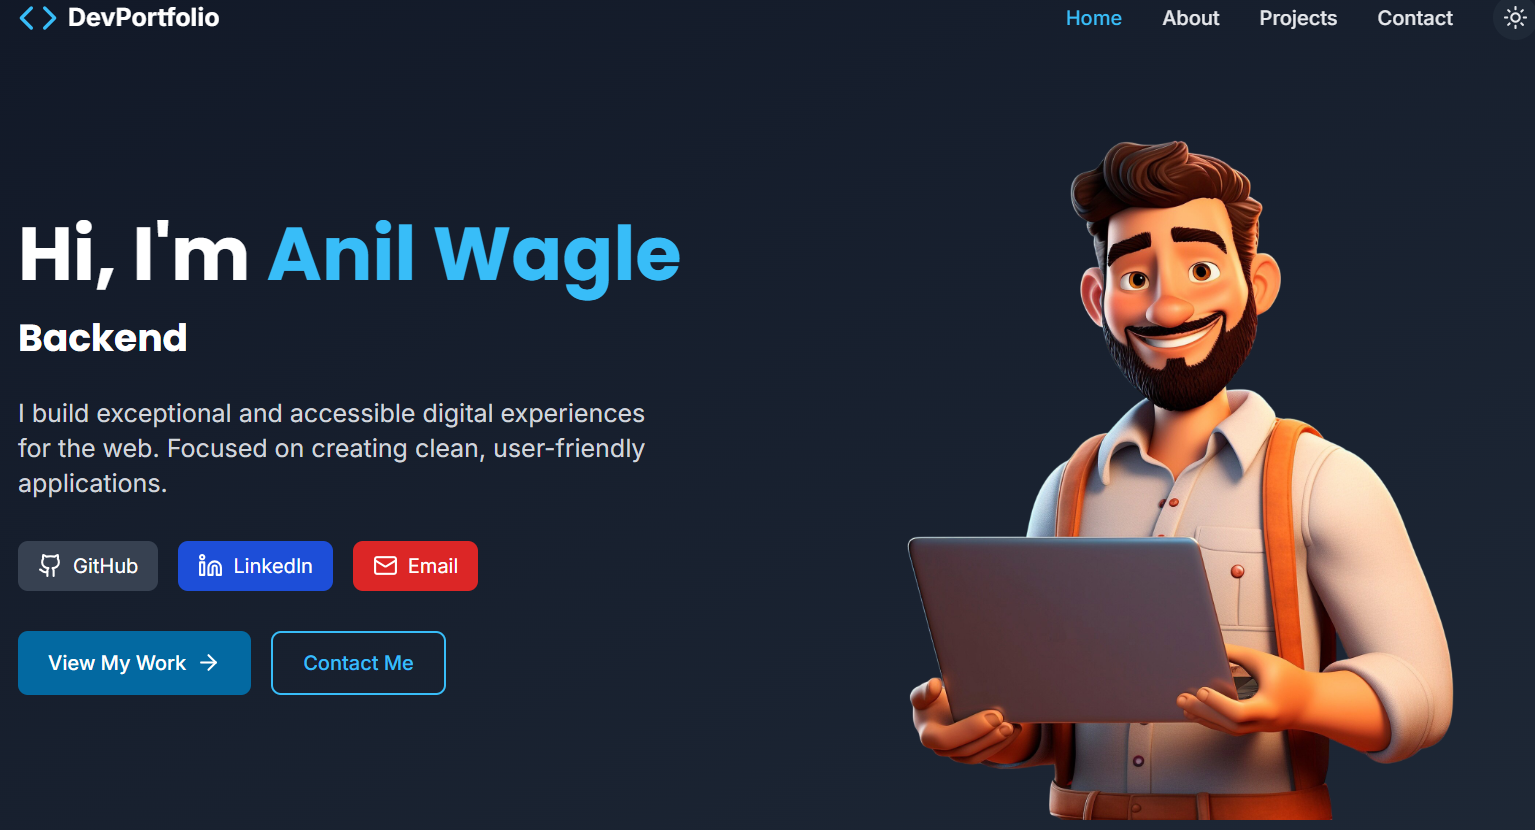 DevPortfolio
Home About Projects Contact
Hi, I'm Anil Wagle
Backend
I build exceptional and accessible digital experiences
for the web. Focused on creating clean, user-friendly
applications.
GitHub LinkedIn Email
View My Work Contact Me